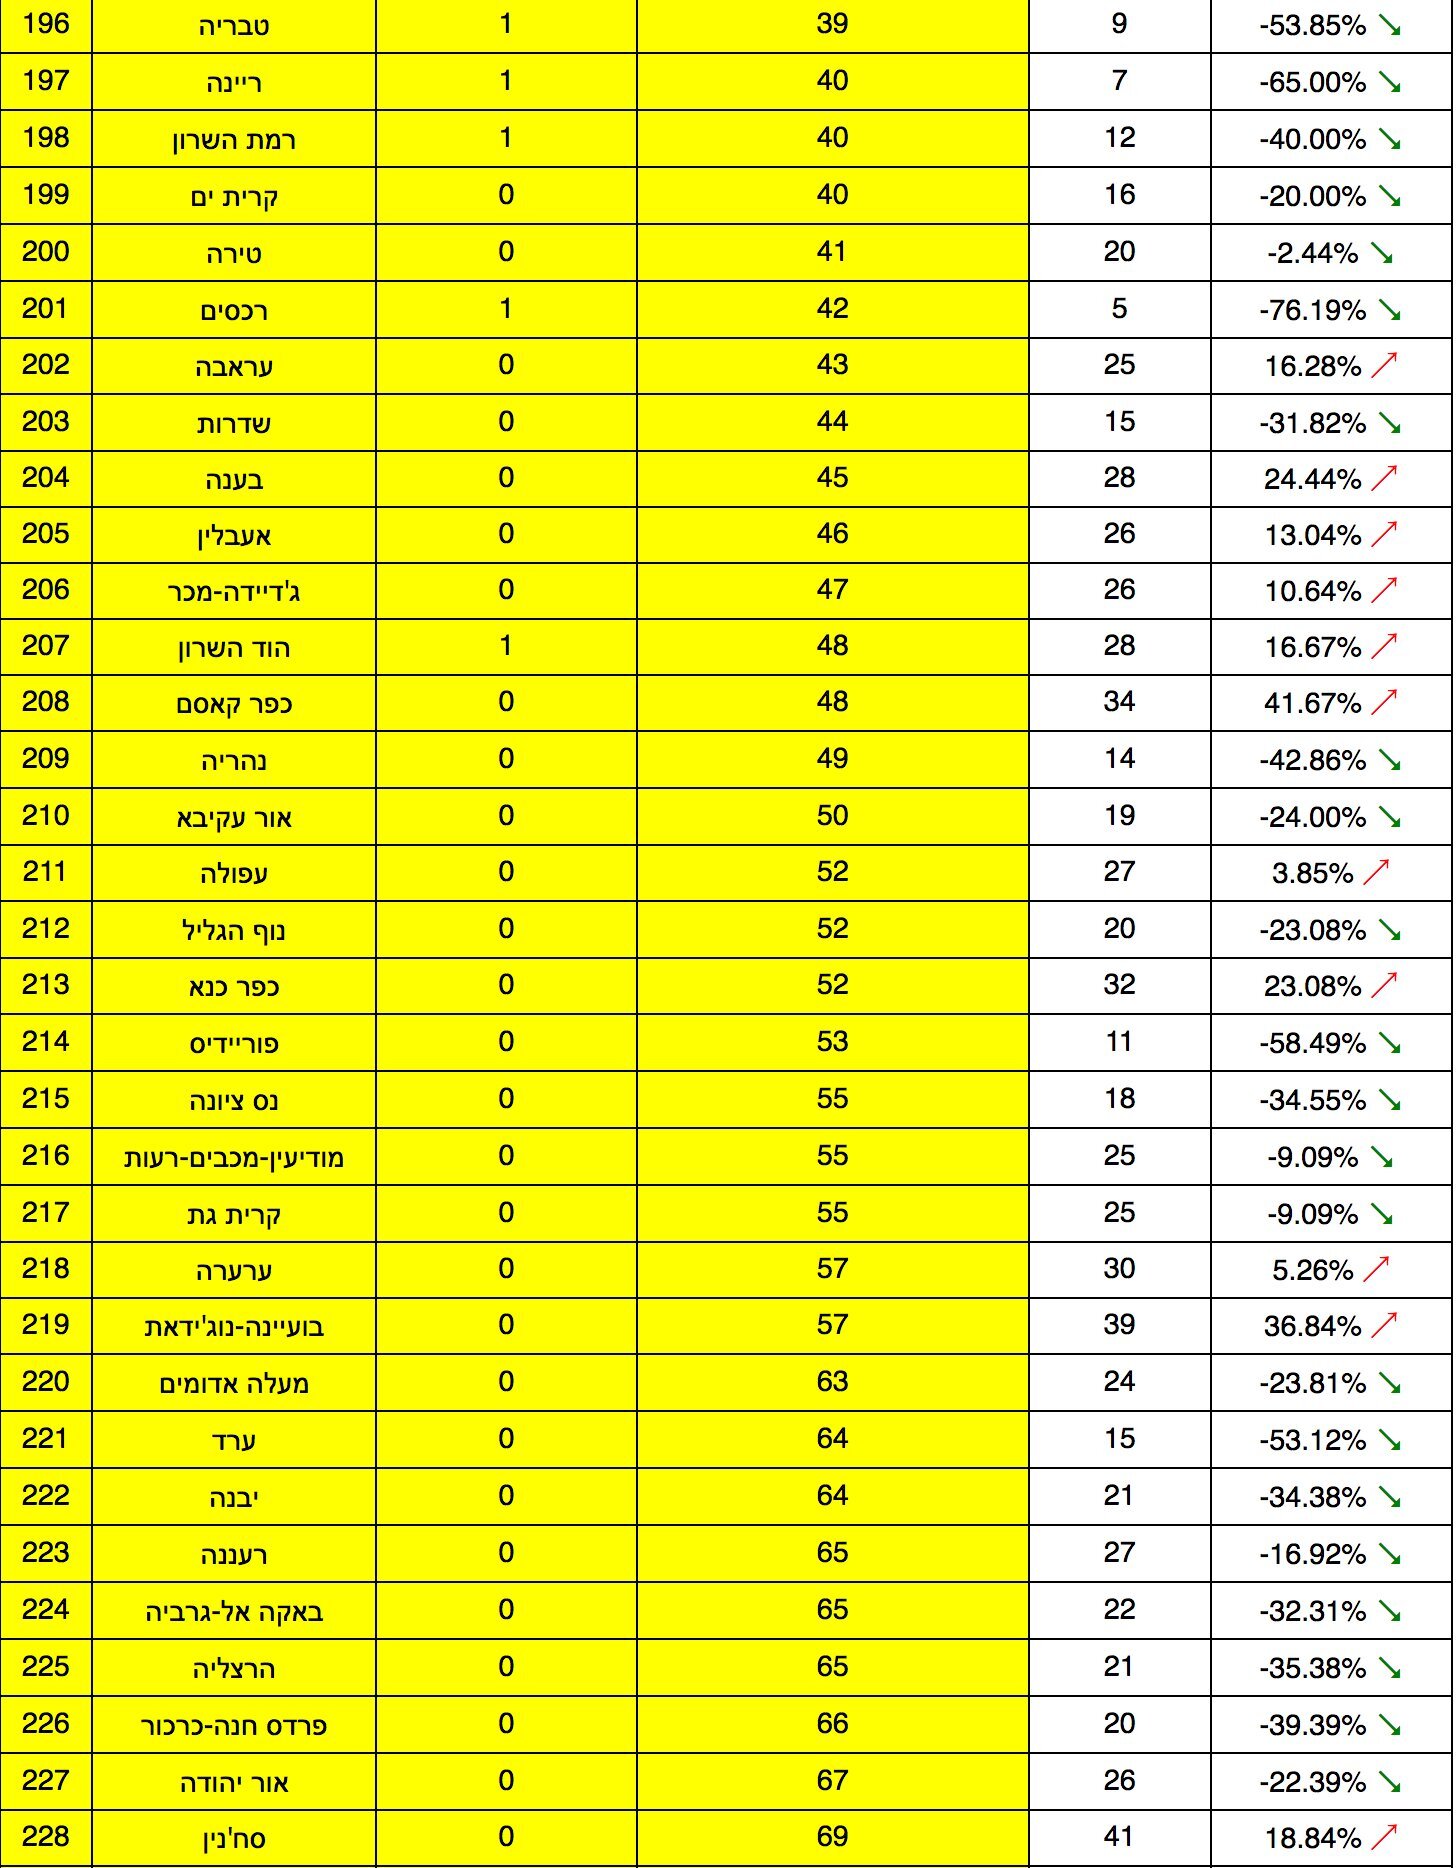 196 טבריה 1 39 9 -53.85% ↘
197 ריינה 1 40 7 -65.00% ↘
198 רמת השרון 1 40 12 -40.00% ↘
199 קרית ים 0 40 16 -20.00% ↘
200 טירה 0 41 20 -2.44% ↘
201 רכסים 1 42 5 -76.19% ↘
202 עראבה 0 43 25 16.28% ↗
203 שדרות 0 44 15 -31.82% ↘
204 בענה 0 45 28 24.44% ↗
205 אעבלין 0 46 26 13.04% ↗
206 ג'דיידה-מכר 0 47 26 10.64% ↗
207 הוד השרון 1 48 28 16.67% ↗
208 כפר קאסם 0 48 34 41.67% ↗
209 נהריה 0 49 14 -42.86% ↘
210 אור עקיבא 0 50 19 -24.00% ↘
211 עפולה 0 52 27 3.85% ↗
212 נוף הגליל 0 52 20 -23.08% ↘
213 כפר כנא 0 52 32 23.08% ↗
214 פוריידיס 0 53 11 -58.49% ↘
215 נס ציונה 0 55 18 -34.55% ↘
216 מודיעין-מכבים-רעות 0 55 25 -9.09% ↘
217 קרית גת 0 55 25 -9.09% ↘
218 ערערה 0 57 30 5.26% ↗
219 בועיינה-נוג'ידאת 0 57 39 36.84% ↗
220 מעלה אדומים 0 63 24 -23.81% ↘
221 ערד 0 64 15 -53.12% ↘
222 יבנה 0 64 21 -34.38% ↘
223 רעננה 0 65 27 -16.92% ↘
224 באקה אל-גרביה 0 65 22 -32.31% ↘
225 הרצליה 0 65 21 -35.38% ↘
226 פרדס חנה-כרכור 0 66 20 -39.39% ↘
227 אור יהודה 0 67 26 -22.39% ↘
228 סח'נין 0 69 41 18.84% ↗